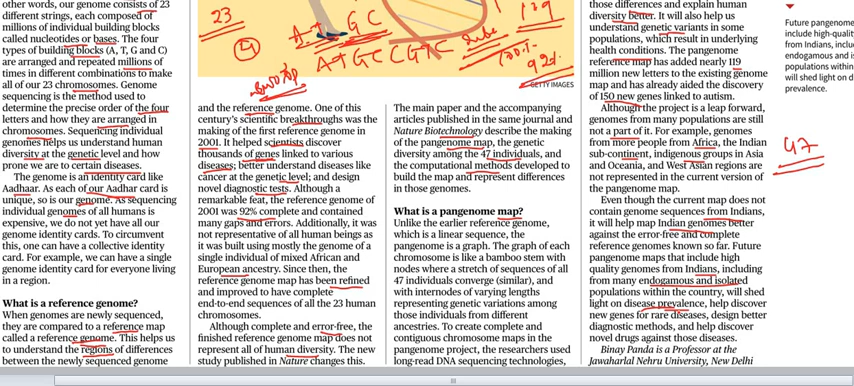 23
4
A T G C
A T G C C G T C
129
100%
92%
GETTY IMAGES
other words, our genome consists of 23
different strings, each composed of
millions of individual building blocks
called nucleotides or bases. The four
types of building blocks (A, T, G and C)
are arranged and repeated millions of
times in different combinations to make
all of our 23 chromosomes. Genome
sequencing is the method used to
determine the precise order of the four
letters and how they are arranged in
chromosomes. Sequencing individual
genomes helps us understand human
diversity at the genetic level and how
prone we are to certain diseases.
The genome is an identity card like
Aadhaar. As each of our Aadhar card is
unique, so is our genome. As sequencing
individual genomes of all humans is
expensive, we do not yet have all our
genome identity cards. To circumvent
this, one can have a collective identity
card. For example, we can have a single
genome identity card for everyone living
in a region.
What is a reference genome?
When genomes are newly sequenced,
they are compared to a reference map
called a reference genome. This helps us
to understand the regions of differences
between the newly sequenced genome
and the reference genome. One of this
century's scientific breakthroughs was the
making of the first reference genome in
2001. It helped scientists discover
thousands of genes linked to various
diseases; better understand diseases like
cancer at the genetic level; and design
novel diagnostic tests. Although a
remarkable feat, the reference genome of
2001 was 92% complete and contained
many gaps and errors. Additionally, it was
not representative of all human beings as
it was built using mostly the genome of a
single individual of mixed African and
European ancestry. Since then, the
reference genome map has been refined
and improved to have complete
end-to-end sequences of all the 23 human
chromosomes.
Although complete and error-free, the
finished reference genome map does not
represent all of human diversity. The new
study published in Nature changes this.
The main paper and the accompanying
articles published in the same journal and
Nature Biotechnology describe the making
of the pangenome map, the genetic
diversity among the 47 individuals, and
the computational methods developed to
build the map and represent differences
in those genomes.
What is a pangenome map?
Unlike the earlier reference genome,
which is a linear sequence, the
pangenome is a graph. The graph of each
chromosome is like a bamboo stem with
nodes where a stretch of sequences of all
47 individuals converge (similar), and
with internodes of varying lengths
representing genetic variations among
those individuals from different
ancestries. To create complete and
contiguous chromosome maps in the
pangenome project, the researchers used
long-read DNA sequencing technologies,
those differences and explain human
diversity better. It will also help us
understand genetic variants in some
populations, which result in underlying
health conditions. The pangenome
reference map has added nearly 119
million new letters to the existing genome
map and has already aided the discovery
of 150 new genes linked to autism.
Although the project is a leap forward,
genomes from many populations are still
not a part of it. For example, genomes
from more people from Africa, the Indian
sub-continent, indigenous groups in Asia
and Oceania, and West Asian regions are
not represented in the current version of
the pangenome map.
Even though the current map does not
contain genome sequences from Indians,
it will help map Indian genomes better
against the error-free and complete
reference genomes known so far. Future
pangenome maps that include high
quality genomes from Indians, including
from many endogamous and isolated
populations within the country, will shed
light on disease prevalence, help discover
new genes for rare diseases, design better
diagnostic methods, and help discover
novel drugs against those diseases.
Binay Panda is a Professor at the
Jawaharlal Nehru University, New Delhi
Future pangenome
include high-quality
from Indians, includ
endogamous and is
populations within
will shed light on d
prevalence.
47